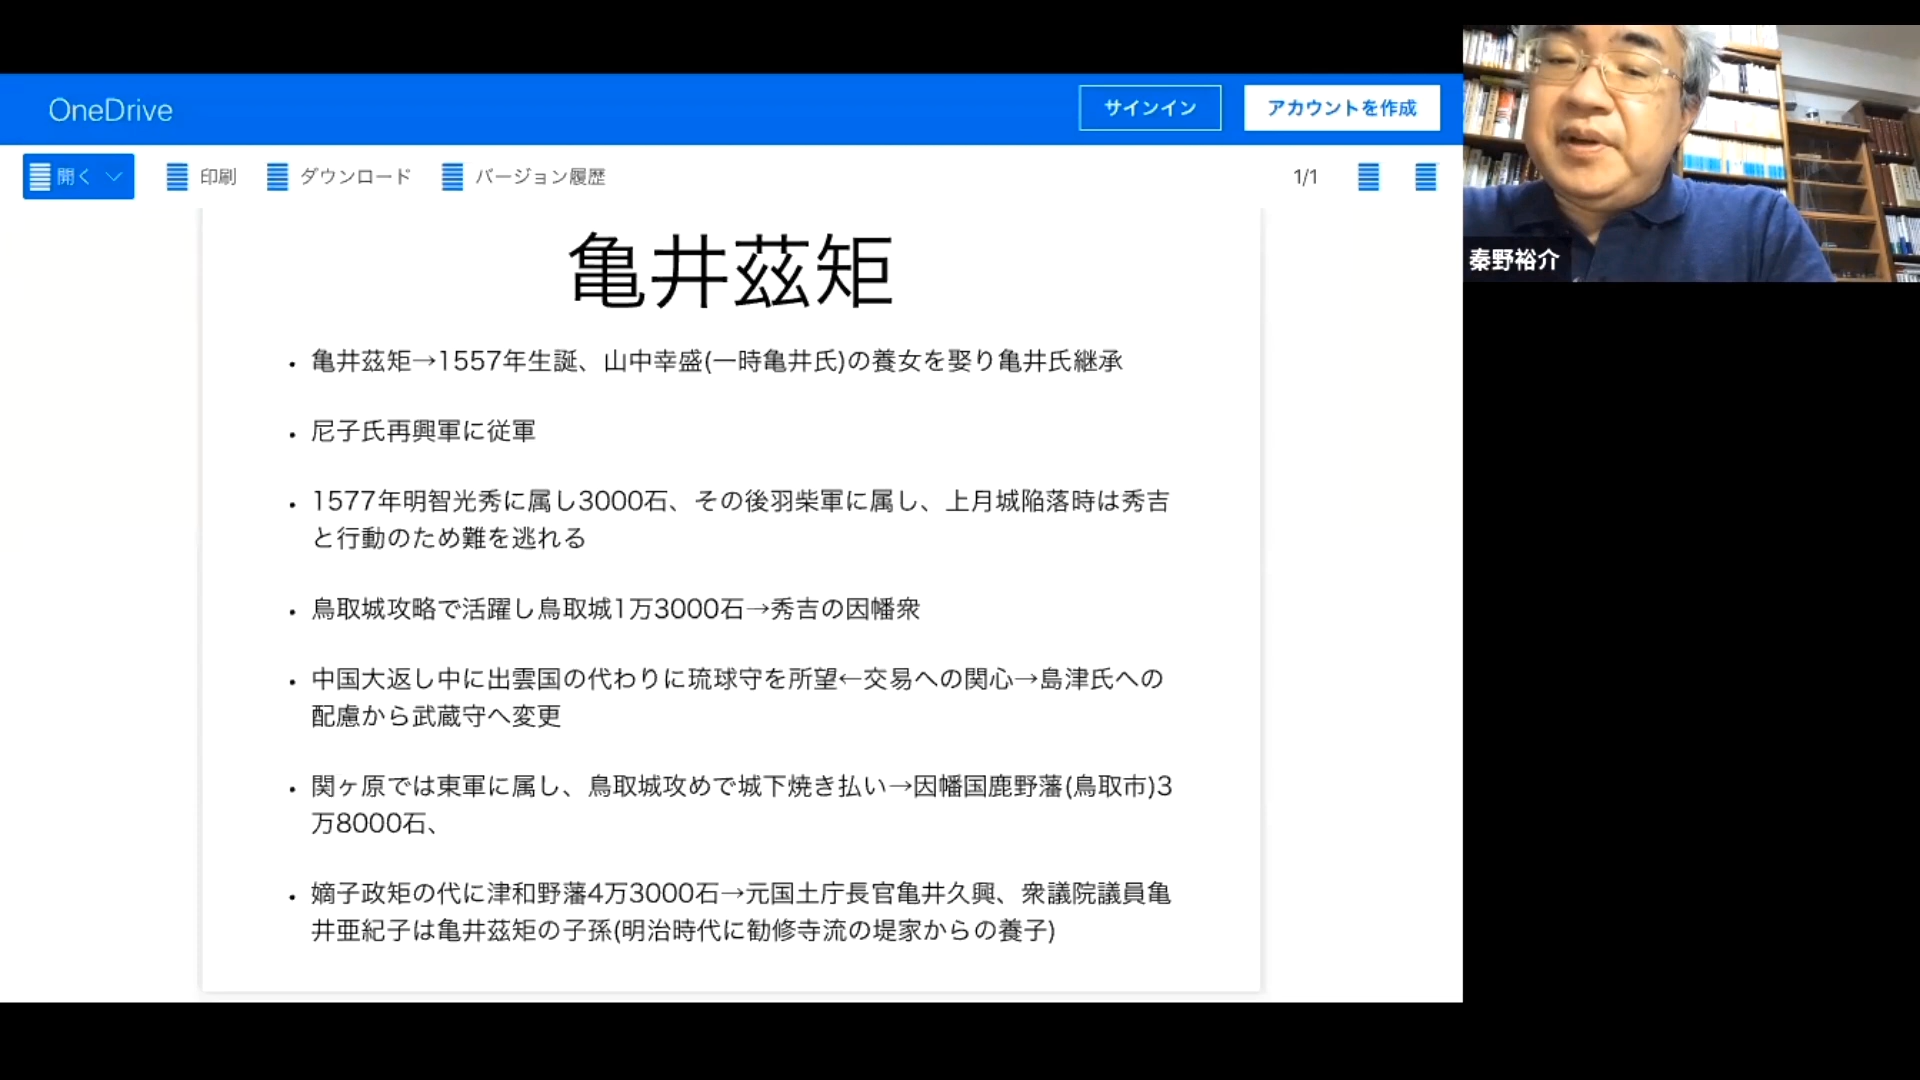 OneDrive
サインイン
アカウントを作成
開く
印刷
ダウンロード
バージョン履歴
1/1
秦野裕介
亀井茲矩
・亀井茲矩→1557年生誕、山中幸盛(一時亀井氏)の養女を娶り亀井氏継承
・尼子氏再興軍に従軍
・1577年明智光秀に属し3000石、その後羽柴軍に属し、上月城陥落時は秀吉
と行動のため難を逃れる
・鳥取城攻略で活躍し鳥取城1万3000石→秀吉の因幡衆
・中国大返し中に出雲国の代わりに琉球守を所望←交易への関心→島津氏への
配慮から武蔵守へ変更
・関ヶ原では東軍に属し、鳥取城攻めで城下焼き払い→因幡国鹿野藩(鳥取市)3
万8000石、
・嫡子政矩の代に津和野藩4万3000石→元国土庁長官亀井久興、衆議院議員亀
井亜紀子は亀井茲矩の子孫(明治時代に勧修寺流の堤家からの養子)